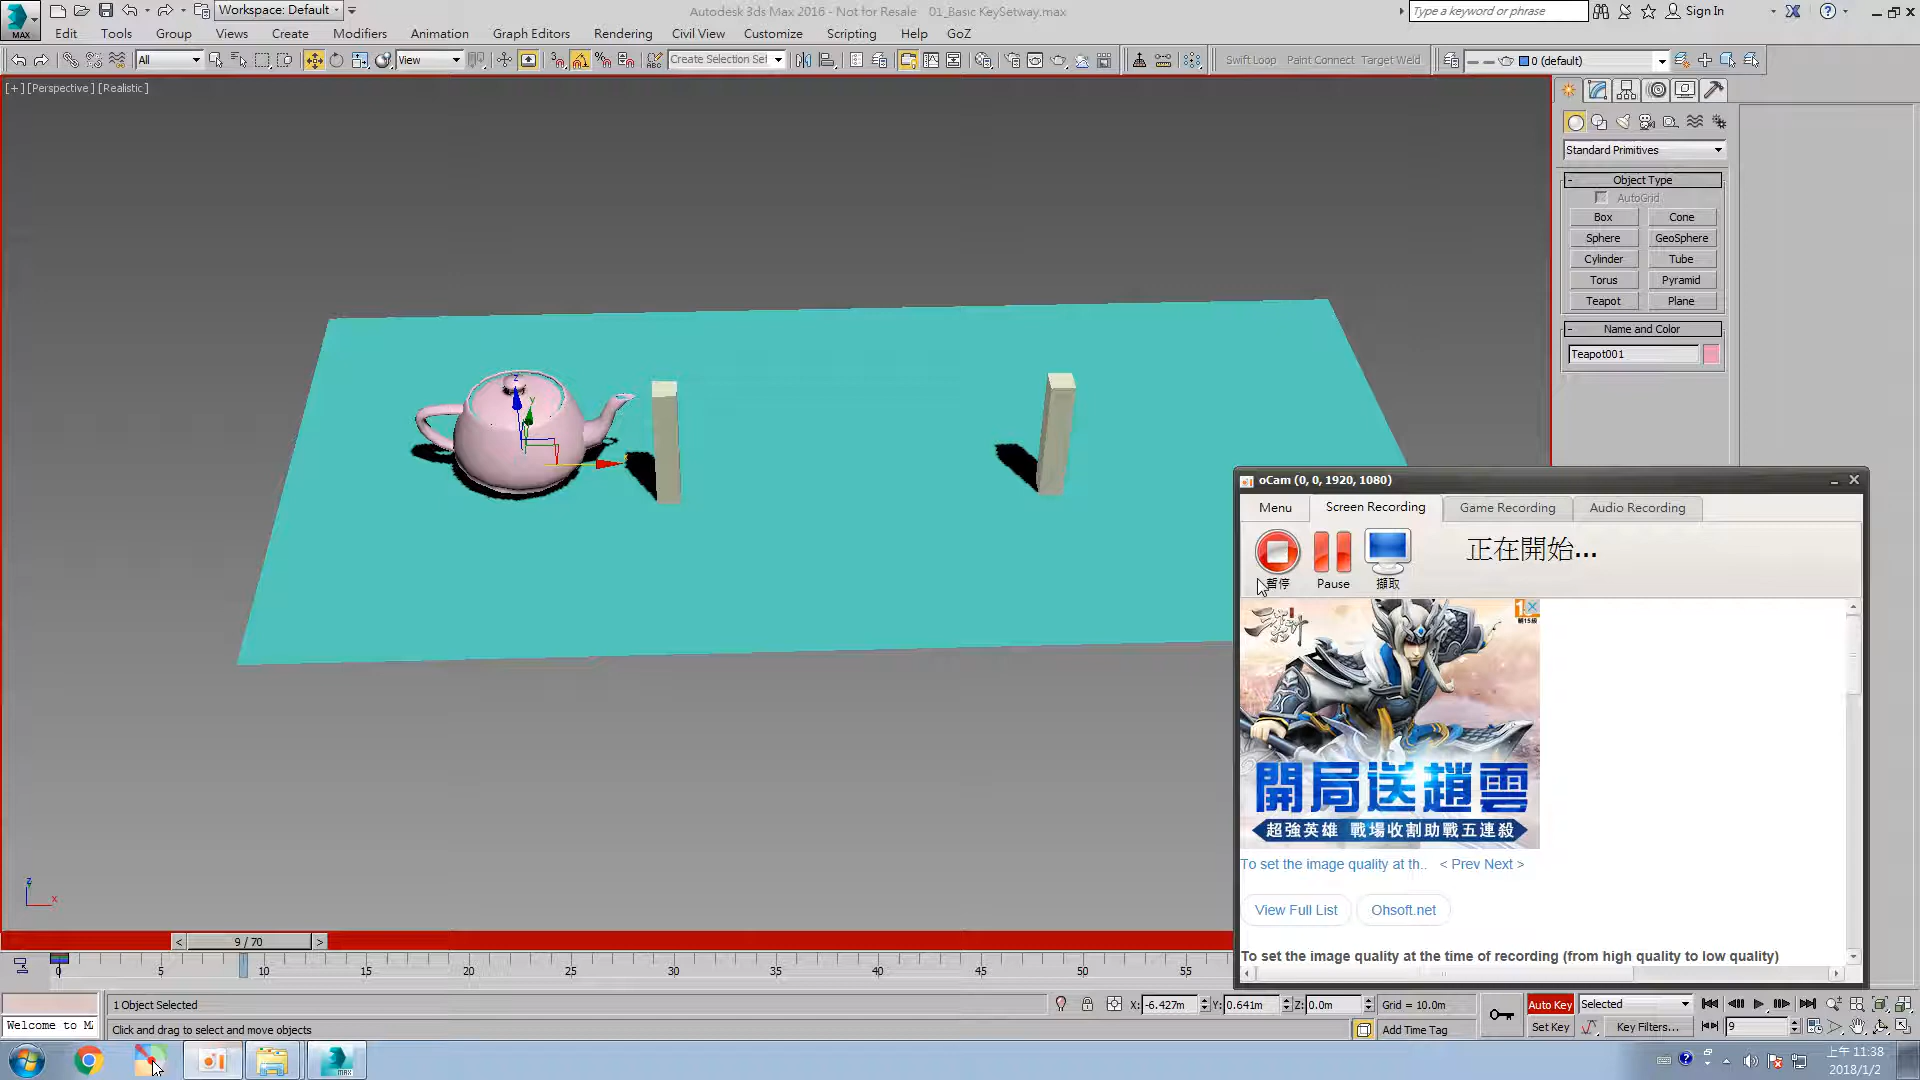 MAX
Workspace: Default
Autodesk 3ds Max 2016 - Not for Resale 01_Basic KeySetway.max
Type a keyword or phrase
Sign In
Edit Tools Group Views Create Modifiers Animation Graph Editors Rendering Civil View Customize Scripting Help GoZ
All
View
Create Selection Set
Swift Loop Paint Connect Target Weld
0 (default)
[+] [Perspective] [Realistic]
Standard Primitives
- Object Type
AutoGrid
Box Cone
Sphere GeoSphere
Cylinder Tube
Torus Pyramid
Teapot Plane
- Name and Color
Teapot001
z
y
x
oCam (0, 0, 1920, 1080)
Menu Screen Recording Game Recording Audio Recording
正在開始...
暫停 Pause 擷取
開局送趙雲
超強英雄 戰場收割助戰五連殺
To set the image quality at th.. < Prev Next >
View Full List Ohsoft.net
To set the image quality at the time of recording (from high quality to low quality)
z
x
< 9 / 70 >
0 5 10 15 20 25 30 35 40 45 50 55
1 Object Selected
X: -6.427m Y: 0.641m Z: 0.0m Grid = 10.0m
Auto Key Selected
Welcome to M
Click and drag to select and move objects
Add Time Tag
Set Key Key Filters... 9
MAX
上午 11:38
2018/1/2